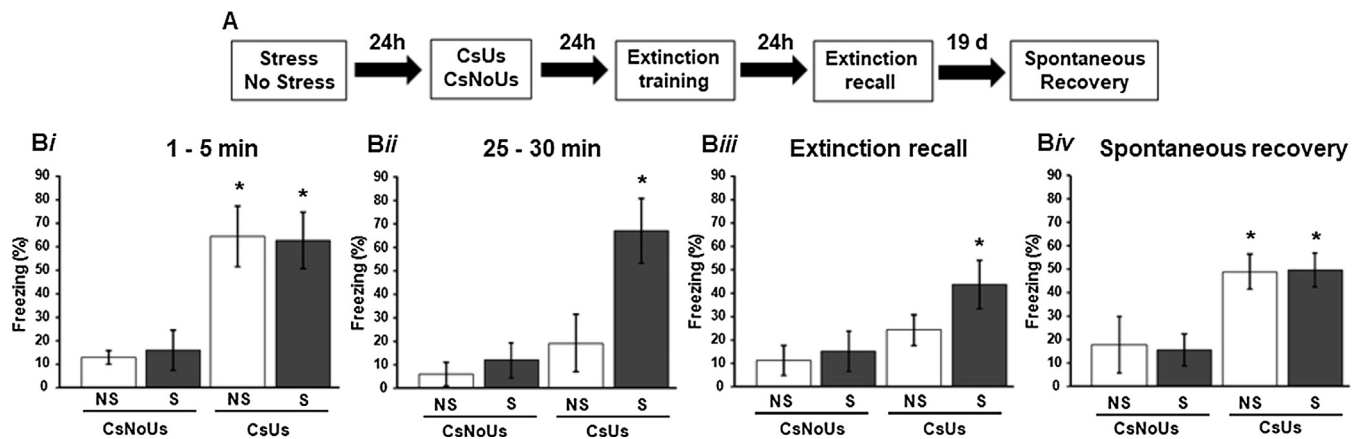 A
24h
24h
24h
19 d
Stress
No Stress
CsUs
CsNoUs
Extinction
training
Extinction
recall
Spontaneous
Recovery
Bi
1 - 5 min
Freezing (%)
90
80
70
60
50
40
30
20
10
0
NS
S
NS
S
CsNoUs
CsUs
*
*
Bii
25 - 30 min
Freezing (%)
90
80
70
60
50
40
30
20
10
0
NS
S
NS
S
CsNoUs
CsUs
*
Biii
Extinction recall
Freezing (%)
90
80
70
60
50
40
30
20
10
0
NS
S
NS
S
CsNoUs
CsUs
*
Biv
Spontaneous recovery
Freezing (%)
90
80
70
60
50
40
30
20
10
0
NS
S
NS
S
CsNoUs
CsUs
*
*